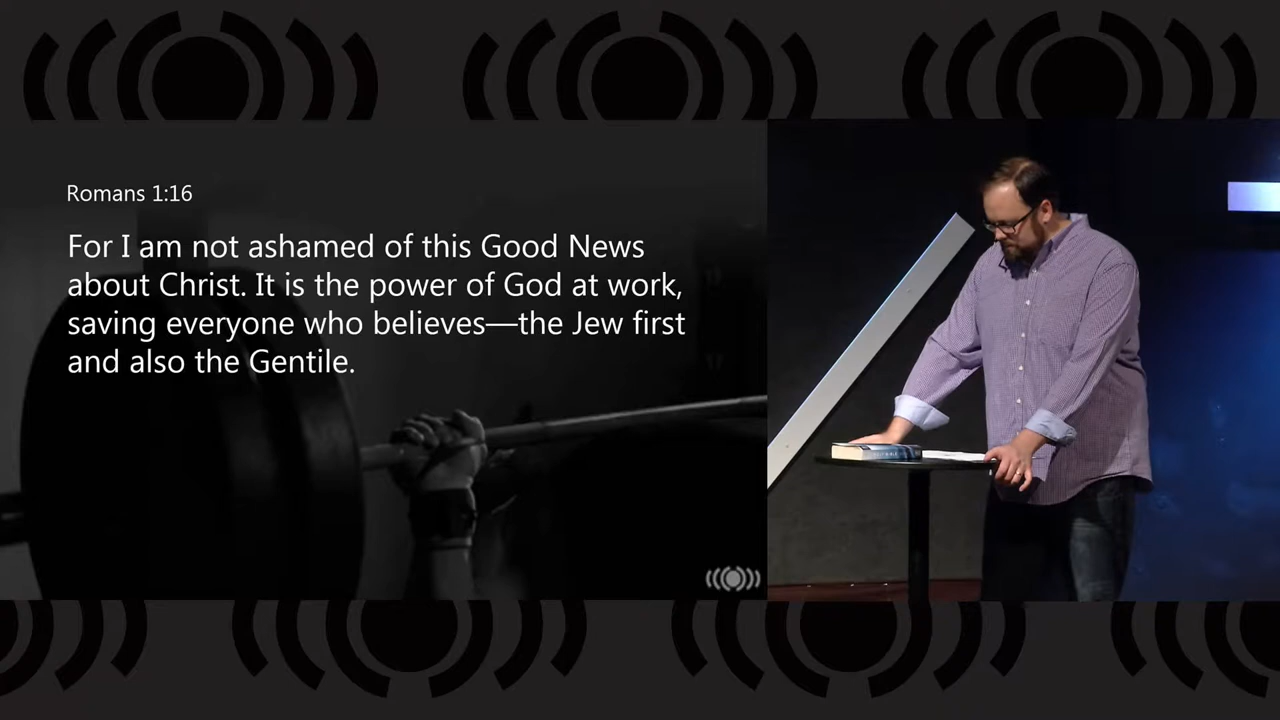 Romans 1:16
For I am not ashamed of this Good News
about Christ. It is the power of God at work,
saving everyone who believes—the Jew first
and also the Gentile.